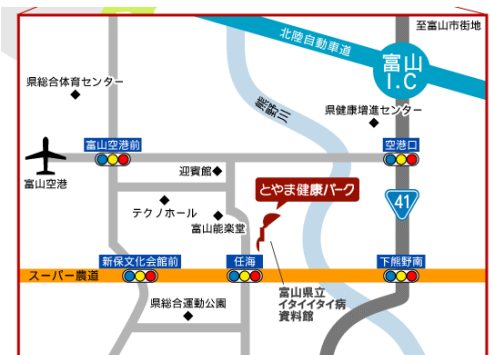 至富山市街地
北陸自動車道
富山
I.C
県総合体育センター
熊野川
県健康増進センター
富山空港前
空港口
富山空港
迎賓館
とやま健康パーク
テクノホール
41
富山能楽堂
新保文化会館前
任海
下熊野南
スーパー農道
富山県立
イタイイタイ病
資料館
県総合運動公園